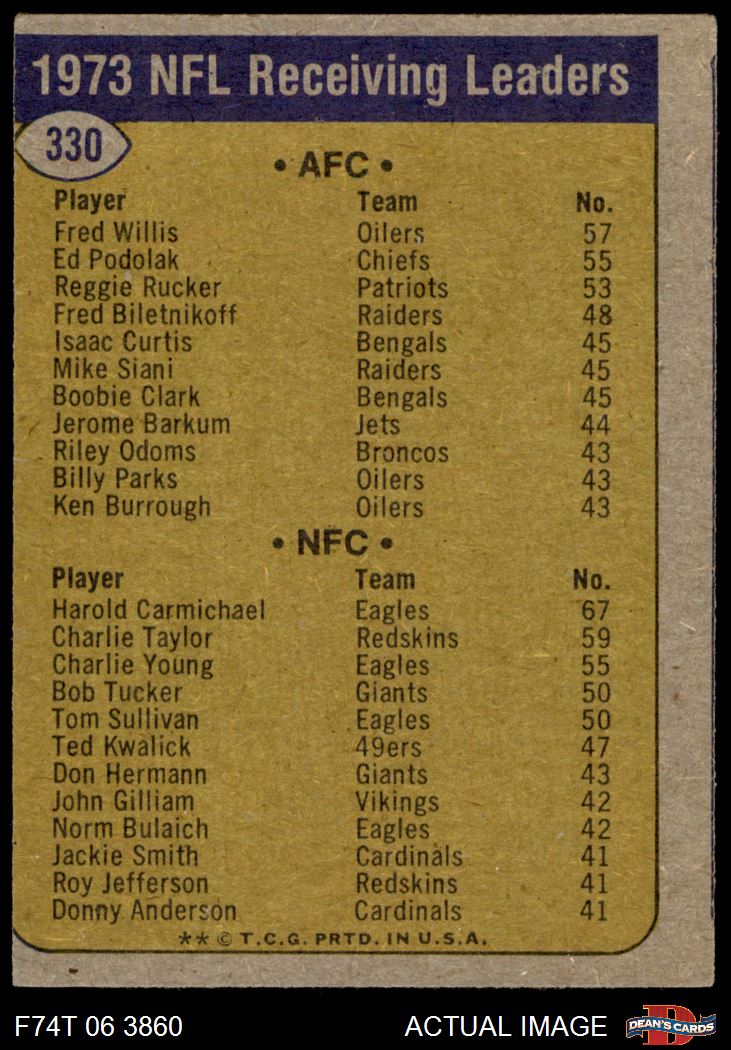 1973 NFL Receiving Leaders
330
• AFC •
Player Team No.
Fred Willis Oilers 57
Ed Podolak Chiefs 55
Reggie Rucker Patriots 53
Fred Biletnikoff Raiders 48
Isaac Curtis Bengals 45
Mike Siani Raiders 45
Boobie Clark Bengals 45
Jerome Barkum Jets 44
Riley Odoms Broncos 43
Billy Parks Oilers 43
Ken Burrough Oilers 43
• NFC •
Player Team No.
Harold Carmichael Eagles 67
Charlie Taylor Redskins 59
Charlie Young Eagles 55
Bob Tucker Giants 50
Tom Sullivan Eagles 50
Ted Kwalick 49ers 47
Don Hermann Giants 43
John Gilliam Vikings 42
Norm Bulaich Eagles 42
Jackie Smith Cardinals 41
Roy Jefferson Redskins 41
Donny Anderson Cardinals 41
** © T.C.G. PRTD. IN U.S.A.
F74T 06 3860 ACTUAL IMAGE D DEAN'S CARDS